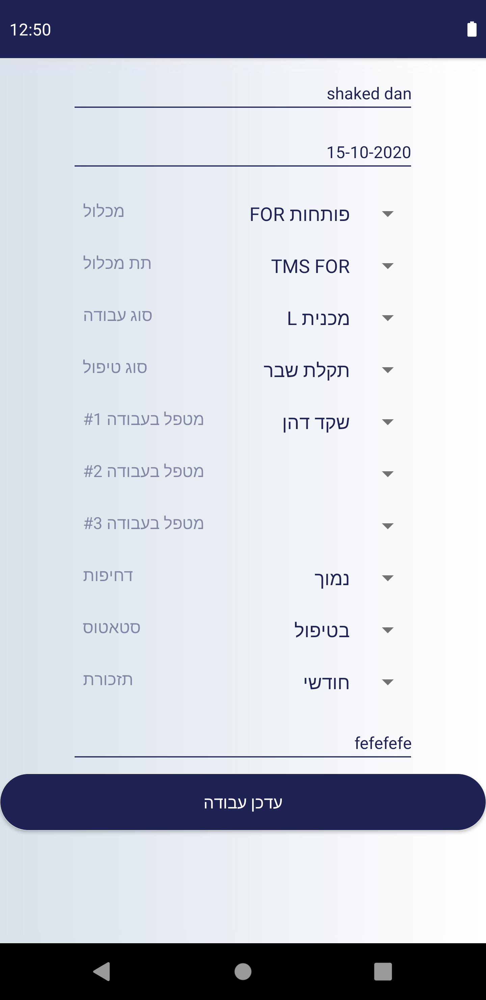 12:50
shaked dan
15-10-2020
פותחות FOR מכלול
TMS FOR תת מכלול
מכנית L סוג עבודה
תקלת שבר סוג טיפול
שקד דהן מטפל בעבודה #1
מטפל בעבודה #2
מטפל בעבודה #3
נמוך דחיפות
בטיפול סטאטוס
חודשי תזכורת
fefefefe
עדכן עבודה